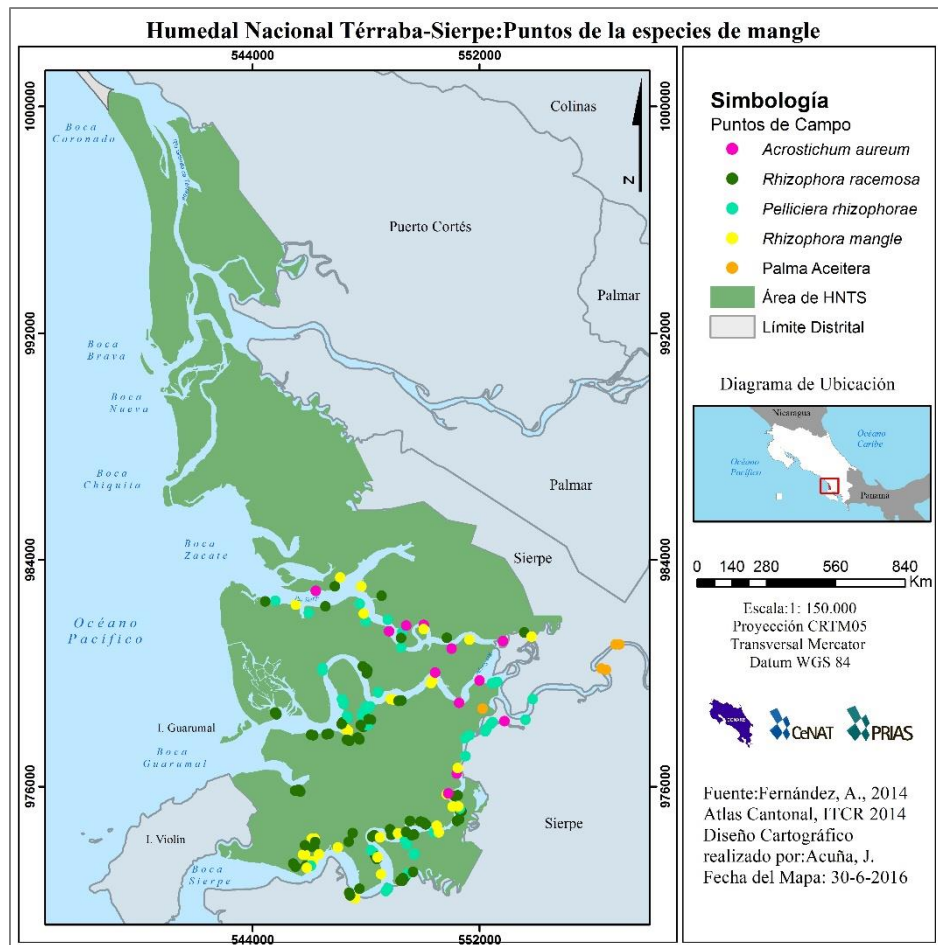 Humedal Nacional Térraba-Sierpe:Puntos de la especies de mangle
544000
552000
1000000
992000
984000
976000
Boca
Coronado
Colinas
Puerto Cortés
Palmar
Boca
Brava
Boca
Nueva
Boca
Chiquita
Palmar
Boca
Zacate
Sierpe
Océano
Pacífico
I. Guarumal
Boca
Guarumal
I. Violín
Sierpe
Boca
Sierpe
544000
552000
N
Simbología
Puntos de Campo
Acrostichum aureum
Rhizophora racemosa
Pelliciera rhizophorae
Rhizophora mangle
Palma Aceitera
Área de HNTS
Límite Distrital
Diagrama de Ubicación
Nicaragua
Océano
Caribe
Océano
Pacífico
Panamá
0 140 280 560 840
Km
Escala:1: 150.000
Proyección CRTM05
Transversal Mercator
Datum WGS 84
CeNAT
PRIAS
Fuente:Fernández, A., 2014
Atlas Cantonal, ITCR 2014
Diseño Cartográfico
realizado por:Acuña, J.
Fecha del Mapa: 30-6-2016